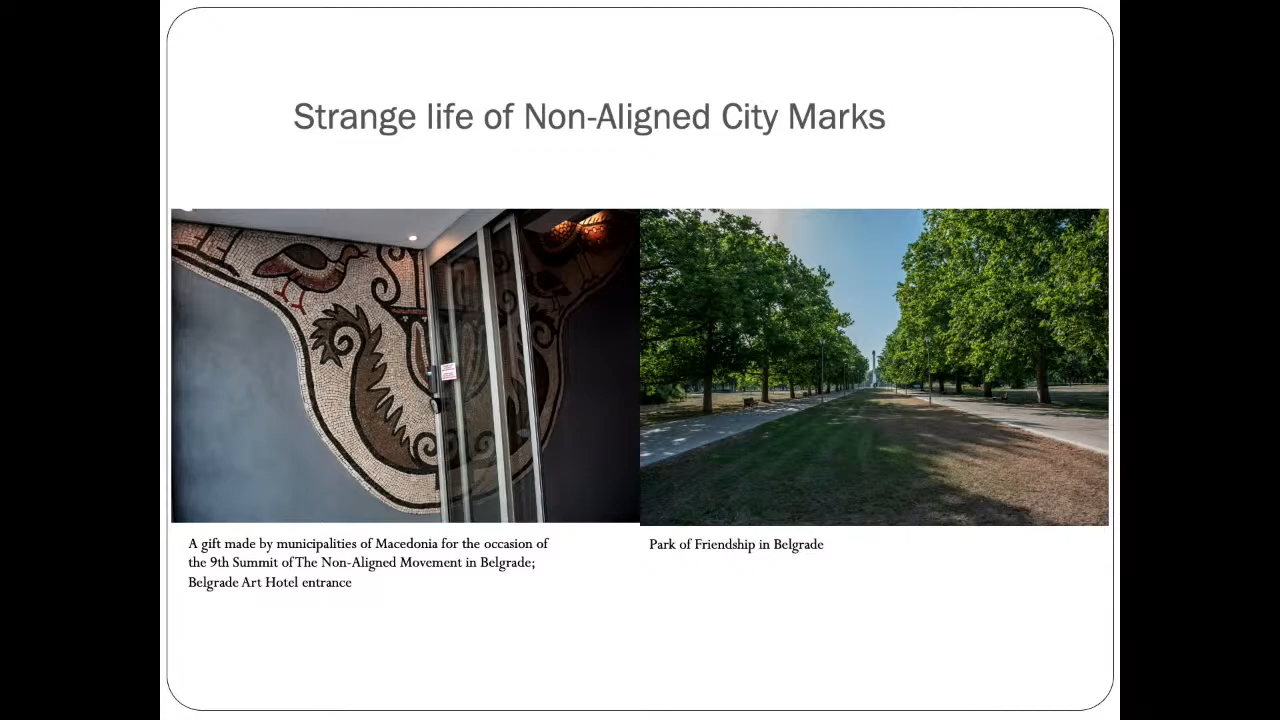 Strange life of Non-Aligned City Marks
A gift made by municipalities of Macedonia for the occasion of
the 9th Summit of The Non-Aligned Movement in Belgrade;
Belgrade Art Hotel entrance
Park of Friendship in Belgrade